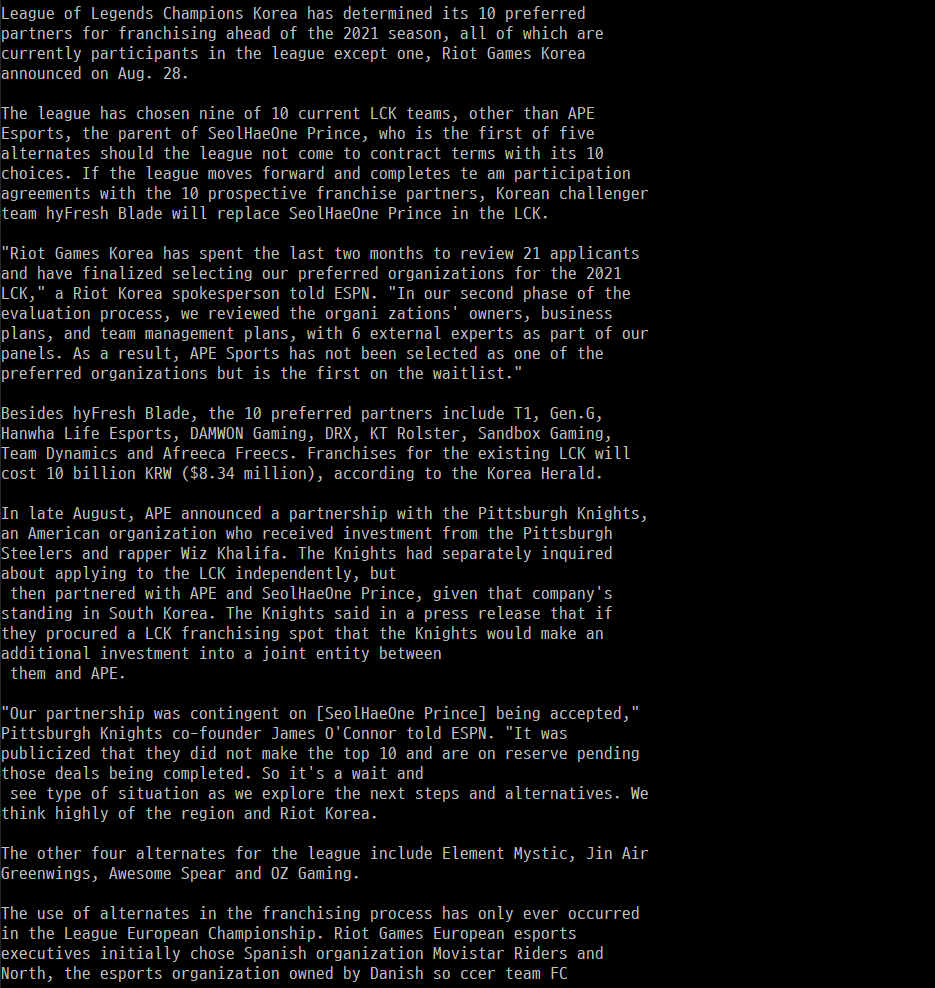 League of Legends Champions Korea has determined its 10 preferred
partners for franchising ahead of the 2021 season, all of which are
currently participants in the league except one, Riot Games Korea
announced on Aug. 28.
The league has chosen nine of 10 current LCK teams, other than APE
Esports, the parent of SeolHaeOne Prince, who is the first of five
alternates should the league not come to contract terms with its 10
choices. If the league moves forward and completes te am participation
agreements with the 10 prospective franchise partners, Korean challenger
team hyFresh Blade will replace SeolHaeOne Prince in the LCK.
"Riot Games Korea has spent the last two months to review 21 applicants
and have finalized selecting our preferred organizations for the 2021
LCK," a Riot Korea spokesperson told ESPN. "In our second phase of the
evaluation process, we reviewed the organi zations' owners, business
plans, and team management plans, with 6 external experts as part of our
panels. As a result, APE Sports has not been selected as one of the
preferred organizations but is the first on the waitlist."
Besides hyFresh Blade, the 10 preferred partners include T1, Gen.G,
Hanwha Life Esports, DAMWON Gaming, DRX, KT Rolster, Sandbox Gaming,
Team Dynamics and Afreeca Freecs. Franchises for the existing LCK will
cost 10 billion KRW ($8.34 million), according to the Korea Herald.
In late August, APE announced a partnership with the Pittsburgh Knights,
an American organization who received investment from the Pittsburgh
Steelers and rapper Wiz Khalifa. The Knights had separately inquired
about applying to the LCK independently, but
then partnered with APE and SeolHaeOne Prince, given that company's
standing in South Korea. The Knights said in a press release that if
they procured a LCK franchising spot that the Knights would make an
additional investment into a joint entity between
them and APE.
"Our partnership was contingent on [SeolHaeOne Prince] being accepted,"
Pittsburgh Knights co-founder James O'Connor told ESPN. "It was
publicized that they did not make the top 10 and are on reserve pending
those deals being completed. So it's a wait and
see type of situation as we explore the next steps and alternatives. We
think highly of the region and Riot Korea.
The other four alternates for the league include Element Mystic, Jin Air
Greenwings, Awesome Spear and OZ Gaming.
The use of alternates in the franchising process has only ever occurred
in the League European Championship. Riot Games European esports
executives initially chose Spanish organization Movistar Riders and
North, the esports organization owned by Danish so ccer team FC